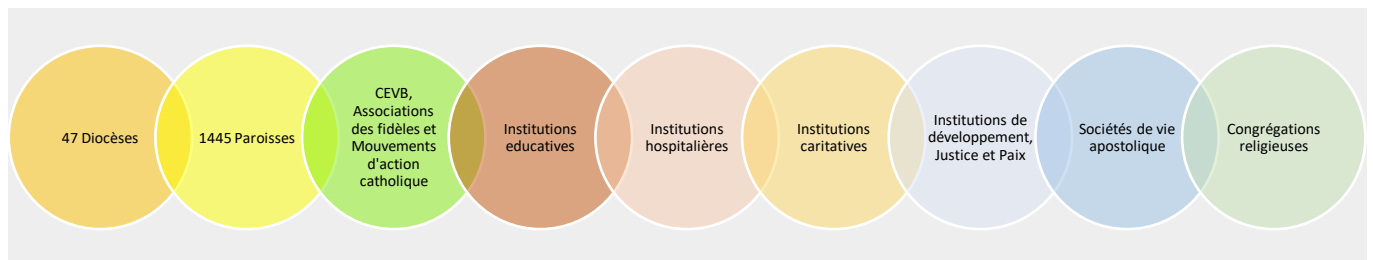 47 Diocèses
1445 Paroisses
CEVB,
Associations
des fidèles et
Mouvements
d'action
catholique
Institutions
educatives
Institutions
hospitalières
Institutions
caritatives
Institutions de
développement,
Justice et Paix
Sociétés de vie
apostolique
Congrégations
religieuses